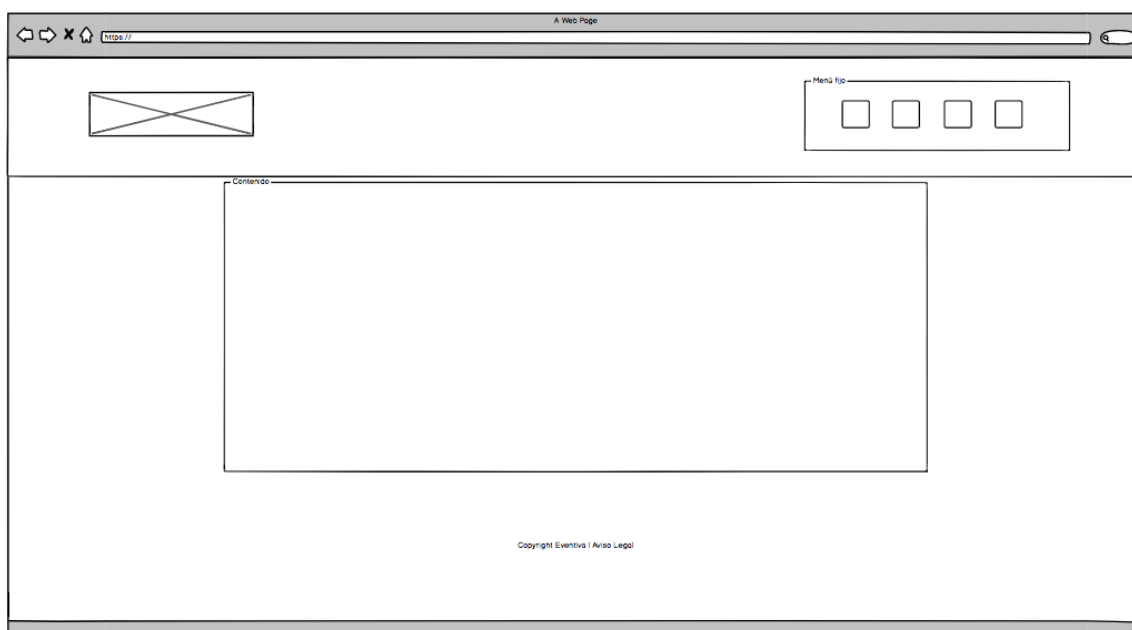 A Web Page
https://
Menú fijo
Contenido
Copyright Eventiva | Aviso Legal